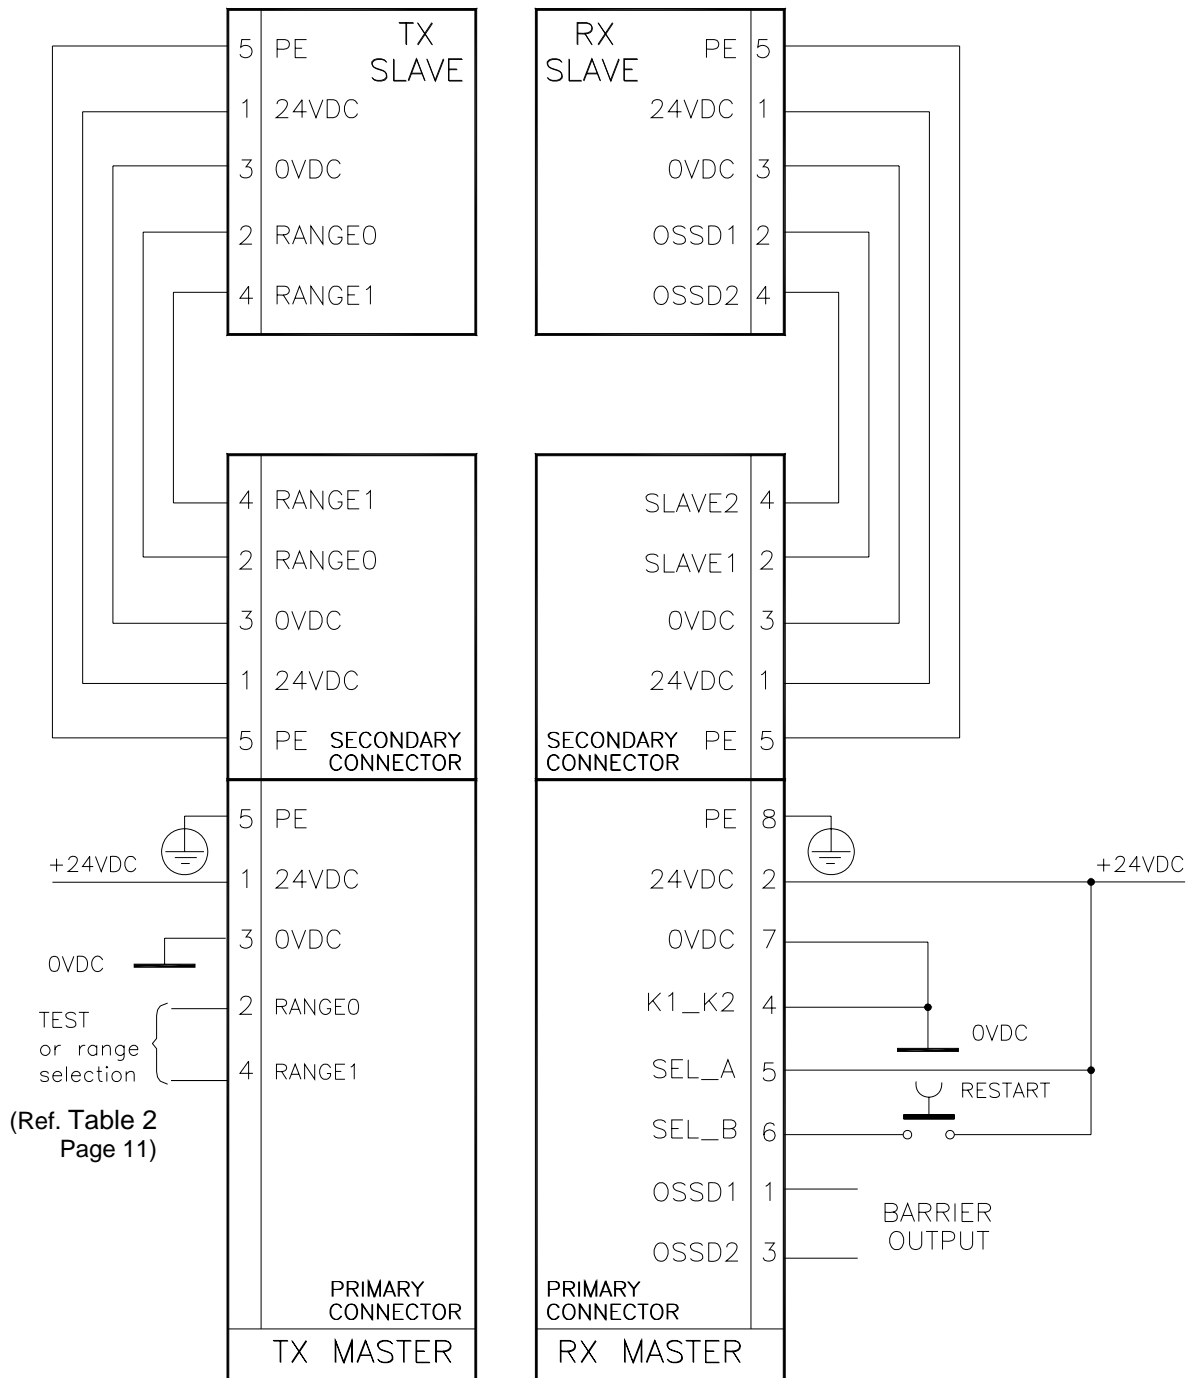 TX
SLAVE
5 PE
1 24VDC
3 0VDC
2 RANGE0
4 RANGE1
RX
SLAVE
PE 5
24VDC 1
0VDC 3
OSSD1 2
OSSD2 4
4 RANGE1
2 RANGE0
3 0VDC
1 24VDC
5 PE
SECONDARY
CONNECTOR
SLAVE2 4
SLAVE1 2
0VDC 3
24VDC 1
PE 5
SECONDARY
CONNECTOR
5 PE
+24VDC
1 24VDC
3 0VDC
0VDC
2 RANGE0
4 RANGE1
TEST
or range
selection
(Ref. Table 2
Page 11)
PRIMARY
CONNECTOR
TX MASTER
PE 8
24VDC 2
+24VDC
0VDC 7
K1_K2 4
0VDC
SEL_A 5
RESTART
SEL_B 6
OSSD1 1
OSSD2 3
BARRIER
OUTPUT
PRIMARY
CONNECTOR
RX MASTER